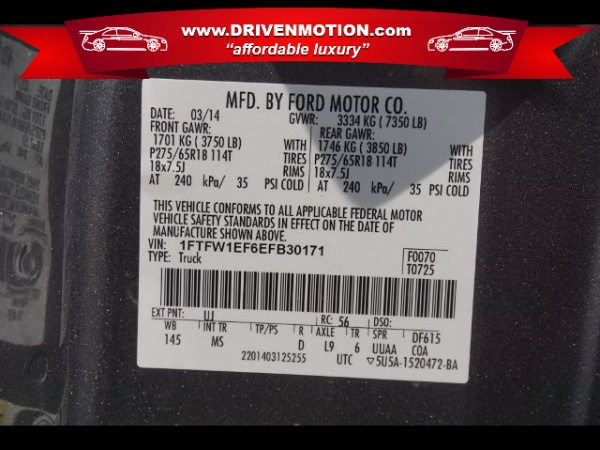 WWW.DRIVENMOTION.COM
“affordable luxury”
MFD. BY FORD MOTOR CO.
DATE: 03/14 GVWR: 3334 KG (7350 LB)
FRONT GAWR: REAR GAWR:
1701 KG (3750 LB) WITH 1746 KG (3850 LB) WITH
P275/65R18 114T TIRES P275/65R18 114T TIRES
18x7.5J RIMS 18x7.5J RIMS
AT 240 kPa/ 35 PSI COLD AT 240 kPa/ 35 PSI COLD
THIS VEHICLE CONFORMS TO ALL APPLICABLE FEDERAL MOTOR
VEHICLE SAFETY STANDARDS IN EFFECT ON THE DATE OF
MANUFACTURE SHOWN ABOVE.
VIN: 1FTFW1EF6EFB30171 F0070
TYPE: Truck T0725
EXT PNT: UJ RC: 56 DSO:
WB INT TR TP/PS R AXLE TR SPR DF615
145 MS D L9 6 UUAA COA
2201403125255 UTC ▽5U5A-1520472-BA